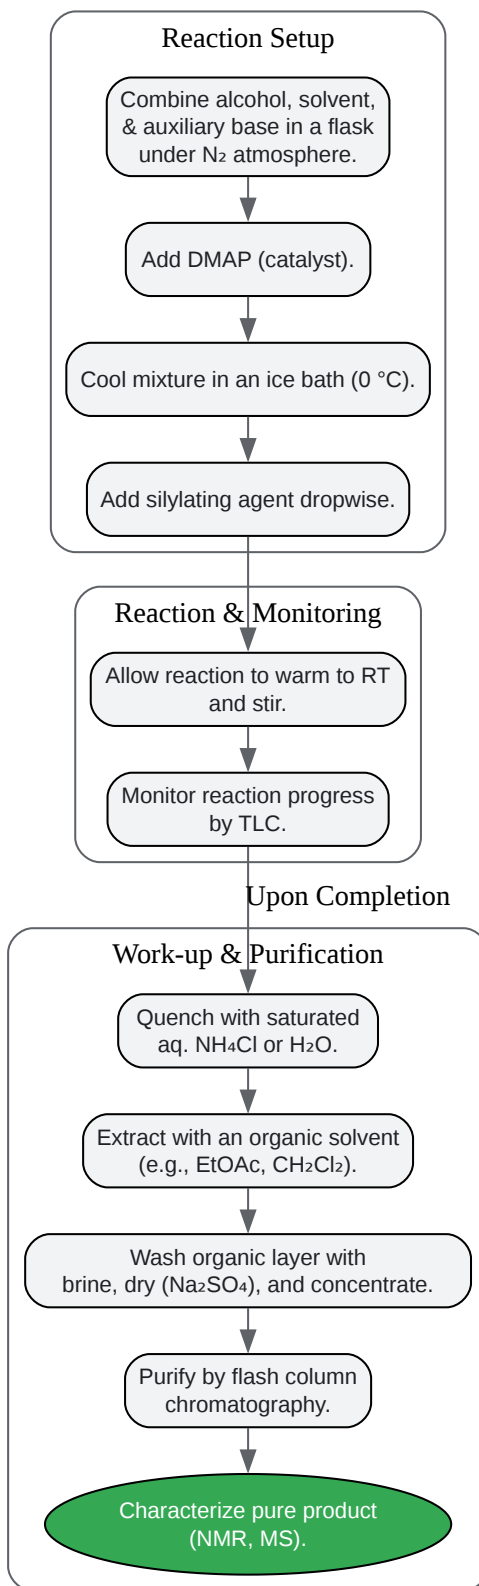 Reaction Setup
Combine alcohol, solvent,
& auxiliary base in a flask
under N₂ atmosphere.
Add DMAP (catalyst).
Cool mixture in an ice bath (0 °C).
Add silylating agent dropwise.
Reaction & Monitoring
Allow reaction to warm to RT
and stir.
Monitor reaction progress
by TLC.
Upon Completion
Work-up & Purification
Quench with saturated
aq. NH₄Cl or H₂O.
Extract with an organic solvent
(e.g., EtOAc, CH₂Cl₂).
Wash organic layer with
brine, dry (Na₂SO₄), and concentrate.
Purify by flash column
chromatography.
Characterize pure product
(NMR, MS).